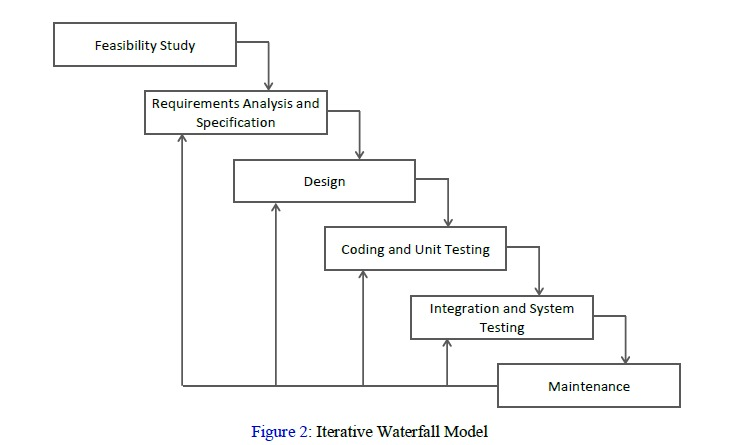 Feasibility Study
Requirements Analysis and
Specification
Design
Coding and Unit Testing
Integration and System
Testing
Maintenance
Figure 2: Iterative Waterfall Model